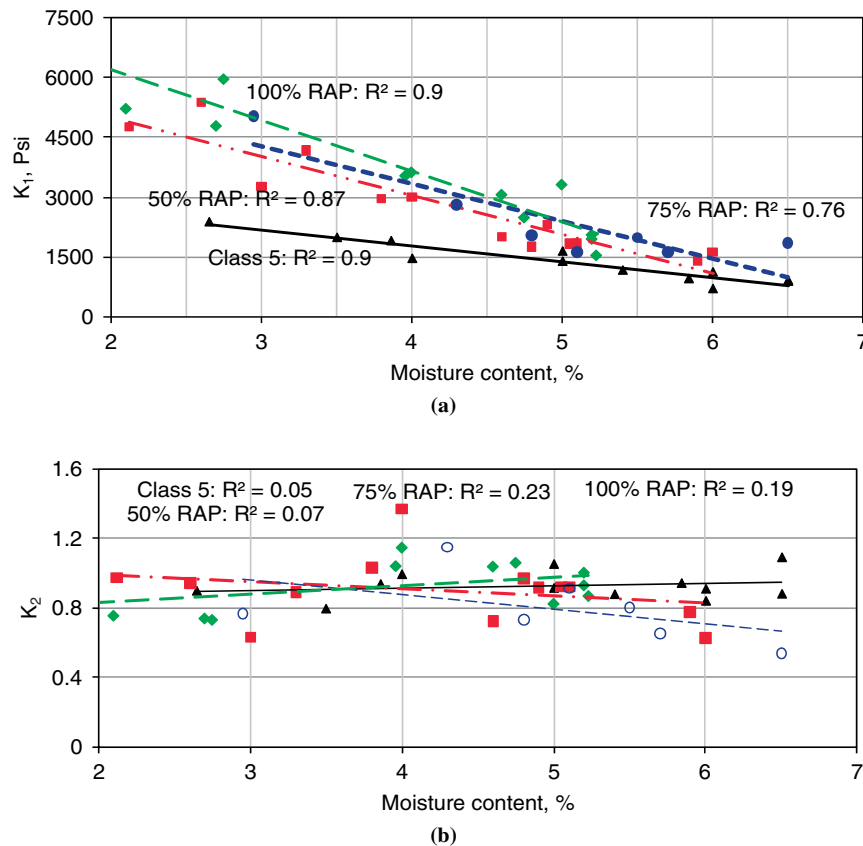 7500
6000
4500
3000
1500
0
K₁, Psi
100% RAP: R² = 0.9
50% RAP: R² = 0.87
75% RAP: R² = 0.76
Class 5: R² = 0.9
2 3 4 5 6 7
Moisture content, %
(a)
1.6
1.2
0.8
0.4
0
K₂
Class 5: R² = 0.05
75% RAP: R² = 0.23
100% RAP: R² = 0.19
50% RAP: R² = 0.07
2 3 4 5 6 7
Moisture content, %
(b)